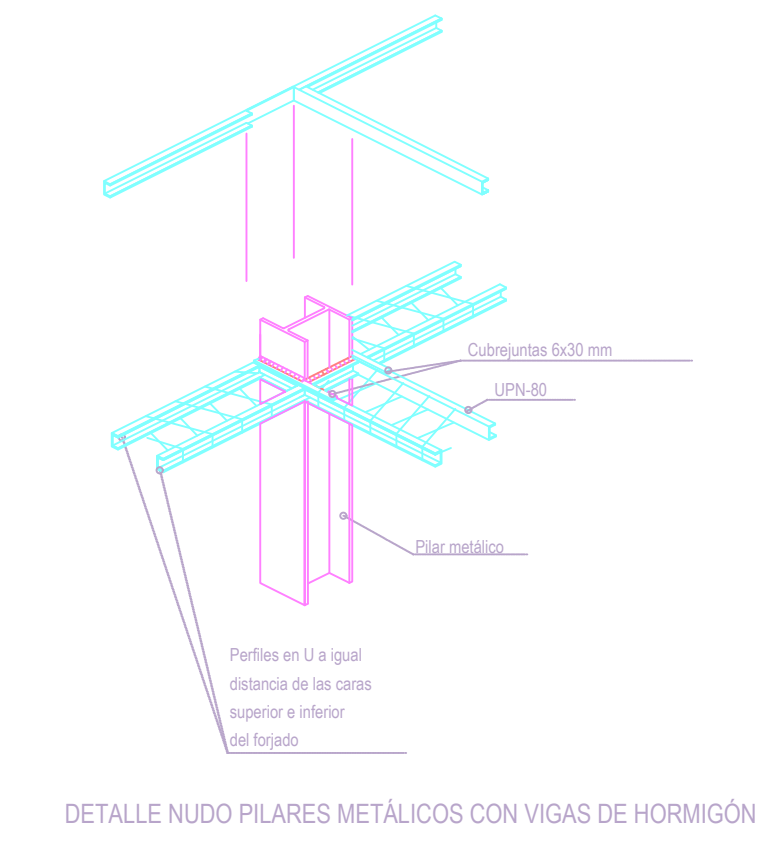 Cubrejuntas 6x30 mm
UPN-80
Pilar metálico
Perfiles en U a igual
distancia de las caras
superior e inferior
del forjado
DETALLE NUDO PILARES METÁLICOS CON VIGAS DE HORMIGÓN